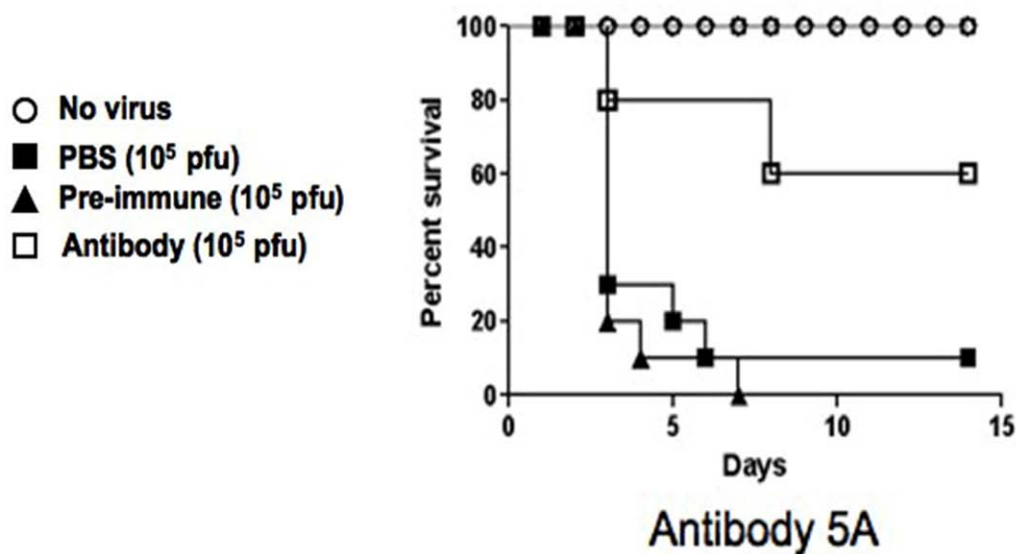 No virus
PBS (10⁵ pfu)
Pre-immune (10⁵ pfu)
Antibody (10⁵ pfu)
Percent survival
100
80
60
40
20
0
0 5 10 15
Days
Antibody 5A